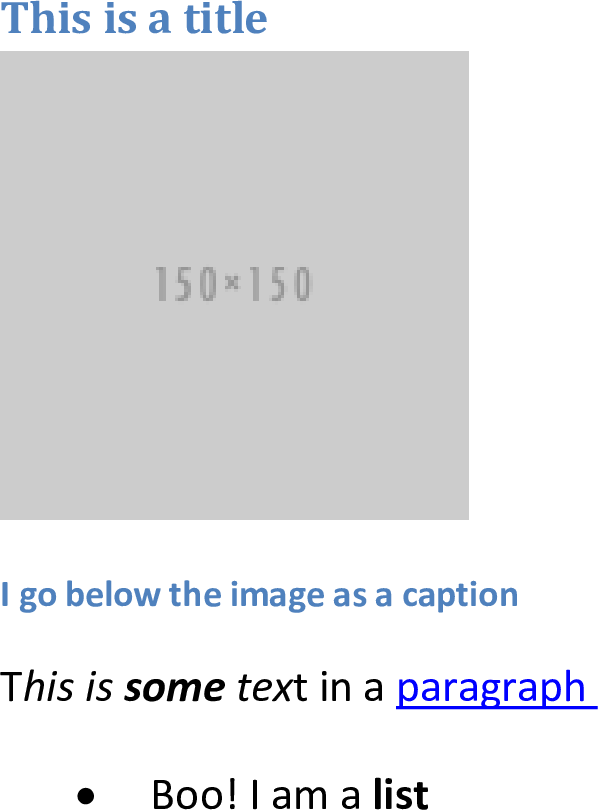 This is a title
150×150
I go below the image as a caption
This is some text in a paragraph
• Boo! I am a list